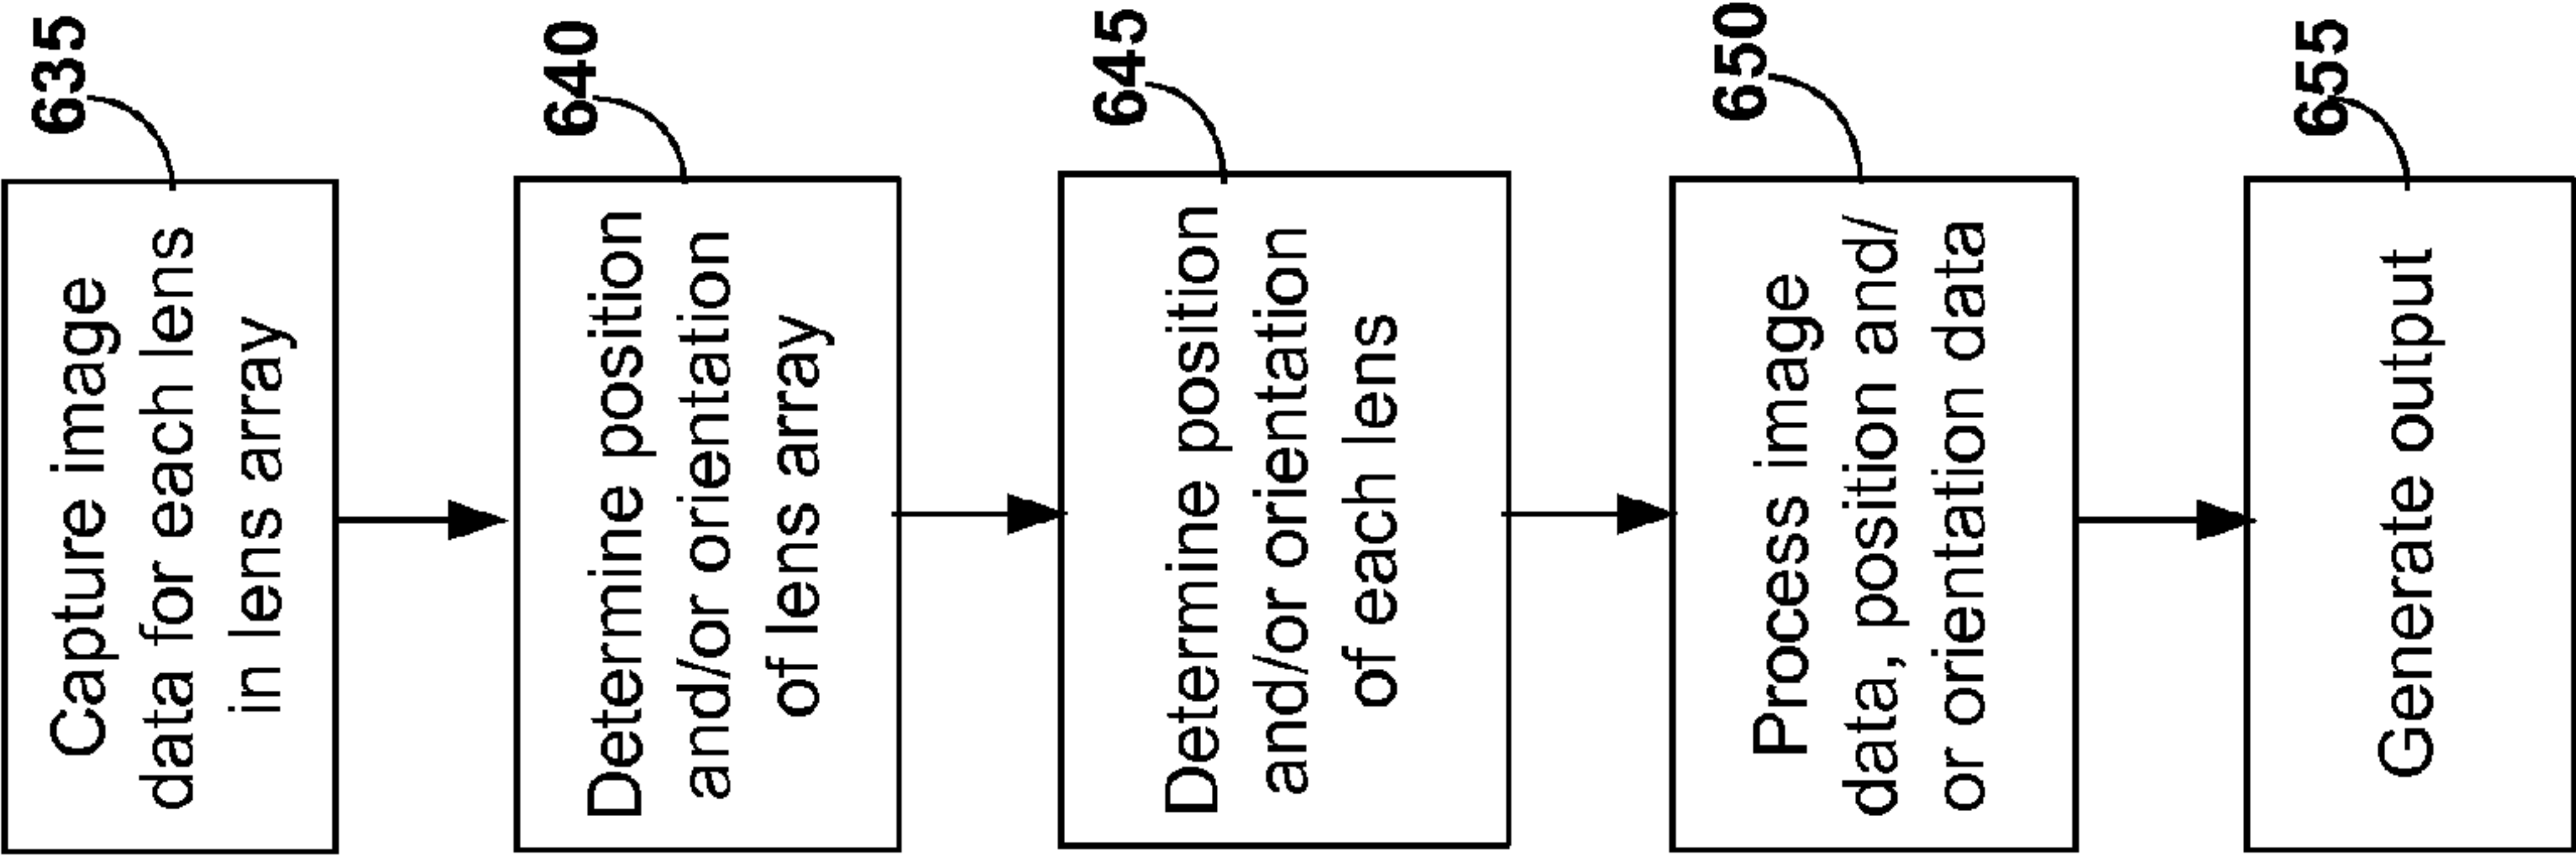 635
Capture image
data for each lens
in lens array
640
Determine position
and/or orientation
of lens array
645
Determine position
and/or orientation
of each lens
650
Process image
data, position and/
or orientation data
655
Generate output